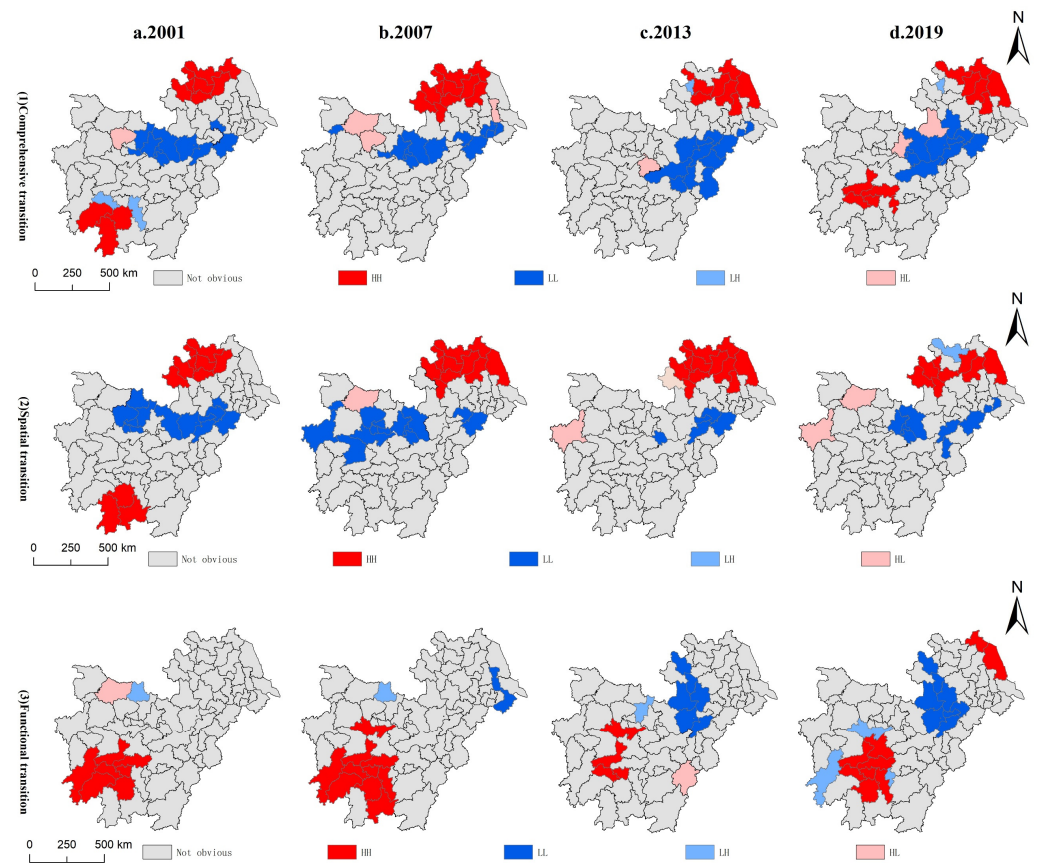 a.2001
b.2007
c.2013
d.2019
N
(1)Comprehensive transition
0 250 500 km
Not obvious
HH
LL
LH
HL
N
(2)Spatial transition
0 250 500 km
Not obvious
HH
LL
LH
HL
N
(3)Functional transition
0 250 500 km
Not obvious
HH
LL
LH
HL